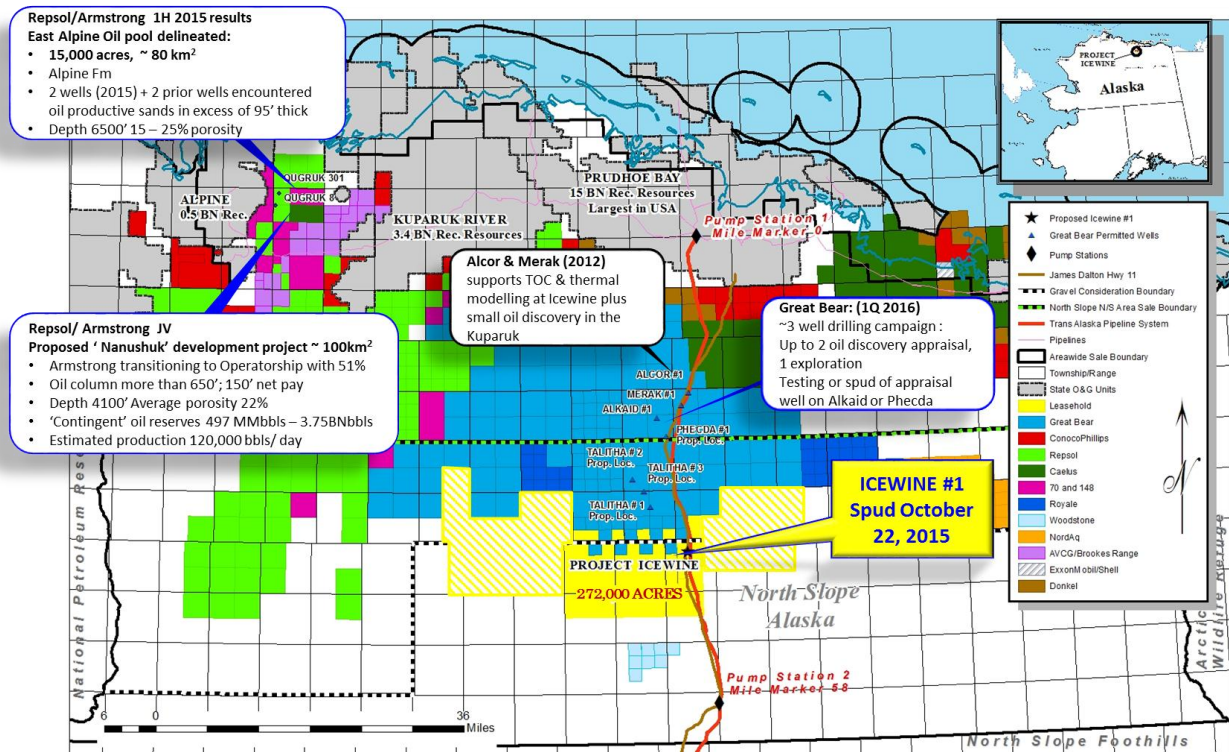 Repsol/Armstrong 1H 2015 results
East Alpine Oil pool delineated:
• 15,000 acres, ~ 80 km²
• Alpine Fm
• 2 wells (2015) + 2 prior wells encountered
oil productive sands in excess of 95’ thick
• Depth 6500’ 15 – 25% porosity
PROJECT
ICEWINE
Alaska
QUGRUK 301
QUGRUK 8
ALPINE
0.5 BN Rec.
KUPARUK RIVER
3.4 BN Rec. Resources
PRUDHOE BAY
15 BN Rec. Resources
Largest in USA
Pump Station 1
Mile Marker 0
Alcor & Merak (2012)
supports TOC & thermal
modelling at Icewine plus
small oil discovery in the
Kuparuk
Great Bear: (1Q 2016)
~3 well drilling campaign :
Up to 2 oil discovery appraisal,
1 exploration
Testing or spud of appraisal
well on Alkaid or Phecda
Repsol/ Armstrong JV
Proposed ‘ Nanushuk’ development project ~ 100km²
• Armstrong transitioning to Operatorship with 51%
• Oil column more than 650’; 150’ net pay
• Depth 4100’ Average porosity 22%
• ‘Contingent’ oil reserves 497 MMbbls – 3.75BNbbls
• Estimated production 120,000 bbls/ day
ALCOR #1
MERAK #1
ALKAID #1
PHECDA #1
Prop. Loc.
TALITHA # 2
Prop. Loc.
TALITHA # 3
Prop. Loc.
TALITHA # 1
Prop. Loc.
ICEWINE #1
Spud October
22, 2015
PROJECT ICEWINE
272,000 ACRES
North Slope
Alaska
Pump Station 2
Mile Marker 58
National Petroleum
Arctic
Wildlife Refuge
North Slope Foothills
6 0 36
Miles
Proposed Icewine #1
Great Bear Permitted Wells
Pump Stations
James Dalton Hwy 11
Gravel Consideration Boundary
North Slope N/S Area Sale Boundary
Trans Alaska Pipeline System
Pipelines
Areawide Sale Boundary
Township/Range
State O&G Units
Leasehold
Great Bear
ConocoPhillips
Repsol
Caelus
70 and 148
Royale
Woodstone
NordAq
AVCG/Brookes Range
ExxonMobil/Shell
Donkel
N